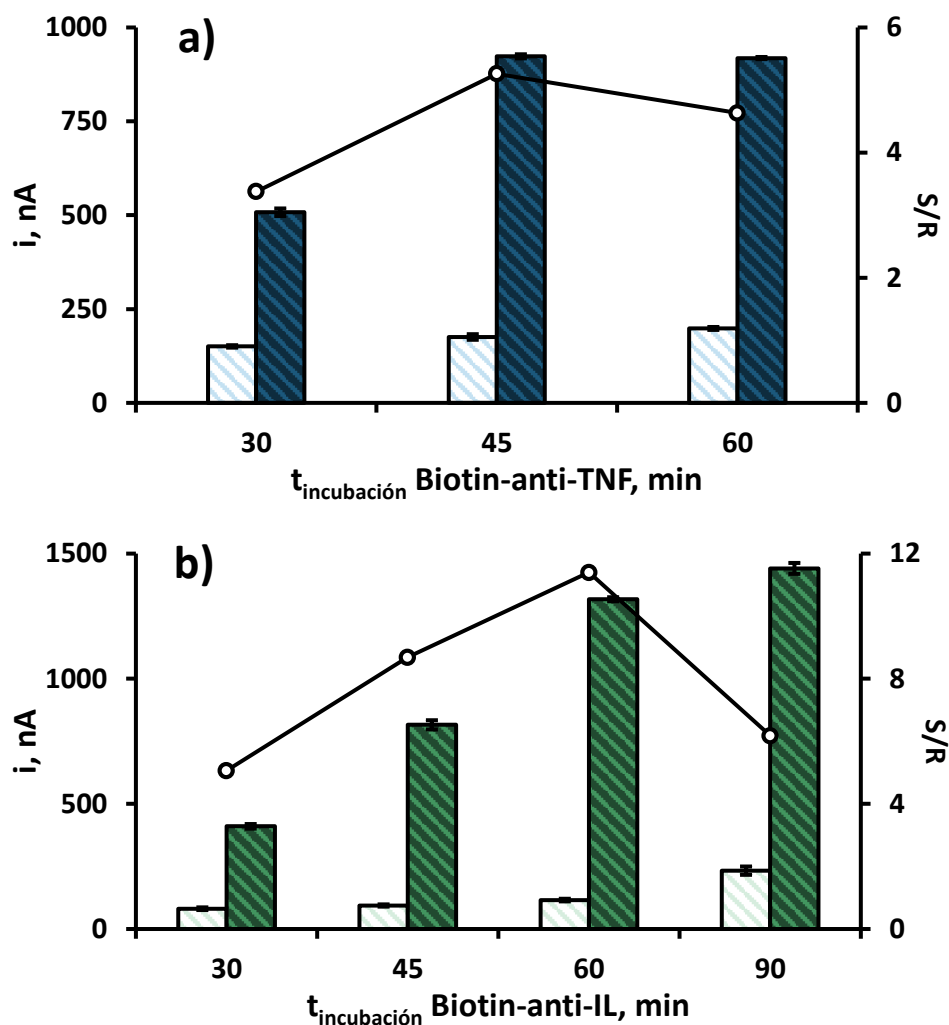 a)
1000
750
500
250
0
i, nA
6
4
2
0
S/R
30 45 60
tincubación Biotin-anti-TNF, min
b)
1500
1000
500
0
i, nA
12
8
4
0
S/R
30 45 60 90
tincubación Biotin-anti-IL, min